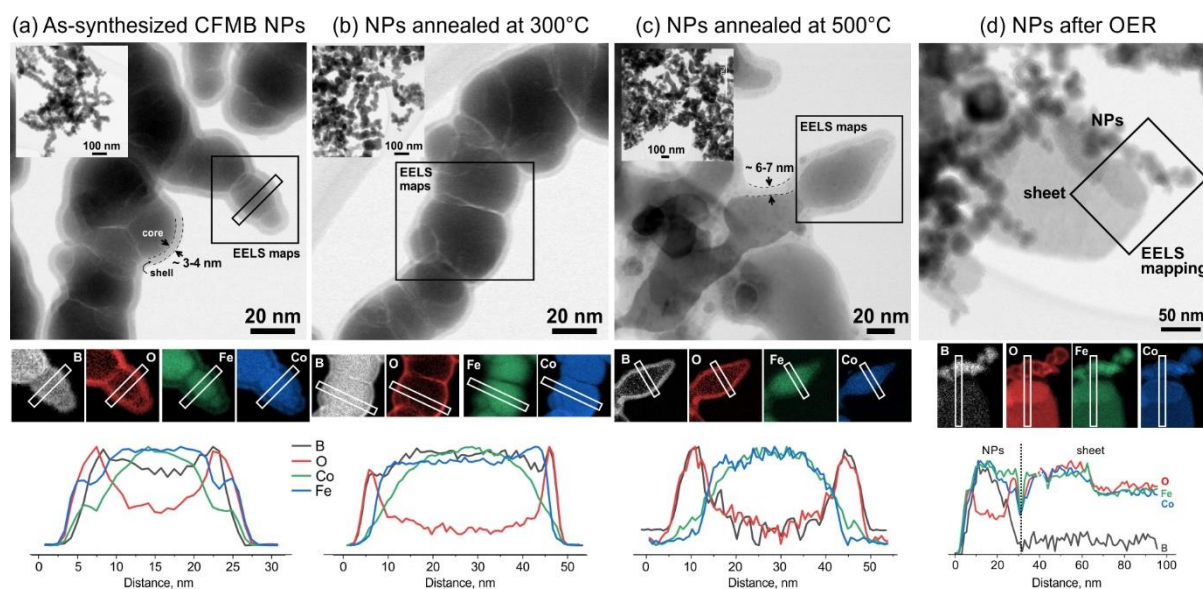 (a) As-synthesized CFMB NPs
(b) NPs annealed at 300°C
(c) NPs annealed at 500°C
(d) NPs after OER
100 nm
core
shell
~ 3-4 nm
EELS maps
20 nm
100 nm
EELS
maps
20 nm
100 nm
~ 6-7 nm
EELS maps
20 nm
NPs
sheet
EELS
mapping
50 nm
B
O
Fe
Co
B
O
Fe
Co
B
O
Fe
Co
B
O
Fe
Co
B
O
Co
Fe
NPs
sheet
O
Fe
Co
B
0 5 10 15 20 25 30
Distance, nm
0 10 20 30 40 50
Distance, nm
0 10 20 30 40 50
Distance, nm
0 20 40 60 80 100
Distance, nm